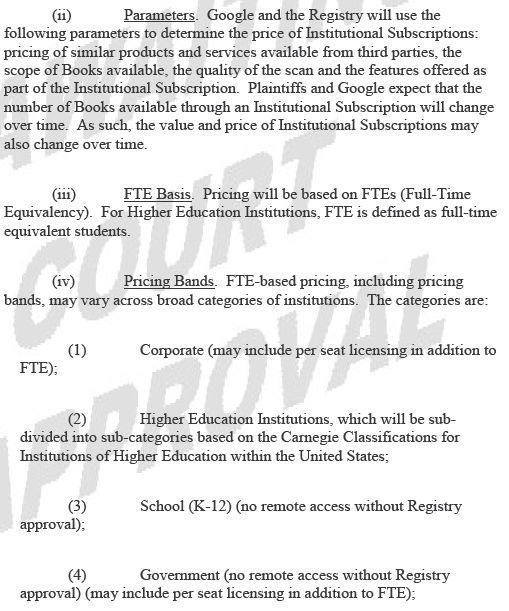 (ii) Parameters. Google and the Registry will use the
following parameters to determine the price of Institutional Subscriptions:
pricing of similar products and services available from third parties, the
scope of Books available, the quality of the scan and the features offered as
part of the Institutional Subscription. Plaintiffs and Google expect that the
number of Books available through an Institutional Subscription will change
over time. As such, the value and price of Institutional Subscriptions may
also change over time.
(iii) FTE Basis. Pricing will be based on FTEs (Full-Time
Equivalency). For Higher Education Institutions, FTE is defined as full-time
equivalent students.
(iv) Pricing Bands. FTE-based pricing, including pricing
bands, may vary across broad categories of institutions. The categories are:
(1) Corporate (may include per seat licensing in addition to
FTE);
(2) Higher Education Institutions, which will be sub-
divided into sub-categories based on the Carnegie Classifications for
Institutions of Higher Education within the United States;
(3) School (K-12) (no remote access without Registry
approval);
(4) Government (no remote access without Registry
approval) (may include per seat licensing in addition to FTE);
AWAITING
COURT
APPROVAL